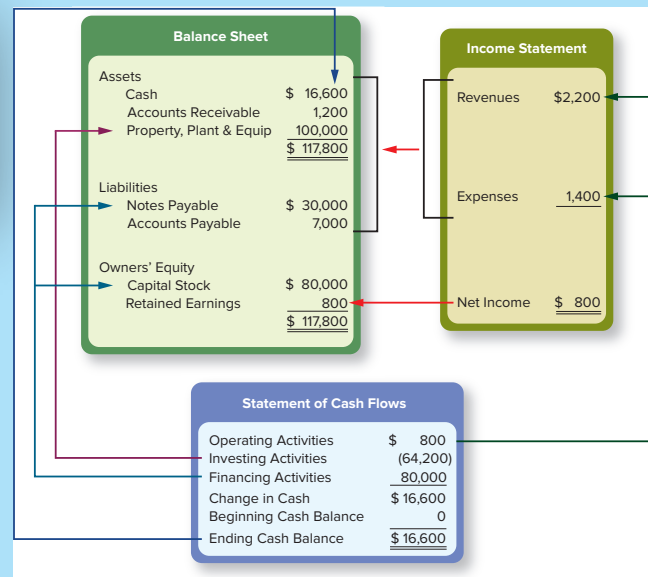 Balance Sheet
Assets
Cash $ 16,600
Accounts Receivable 1,200
Property, Plant & Equip 100,000
$ 117,800
Liabilities
Notes Payable $ 30,000
Accounts Payable 7,000
Owners' Equity
Capital Stock $ 80,000
Retained Earnings 800
$ 117,800
Income Statement
Revenues $2,200
Expenses 1,400
Net Income $ 800
Statement of Cash Flows
Operating Activities $ 800
Investing Activities (64,200)
Financing Activities 80,000
Change in Cash $ 16,600
Beginning Cash Balance 0
Ending Cash Balance $ 16,600